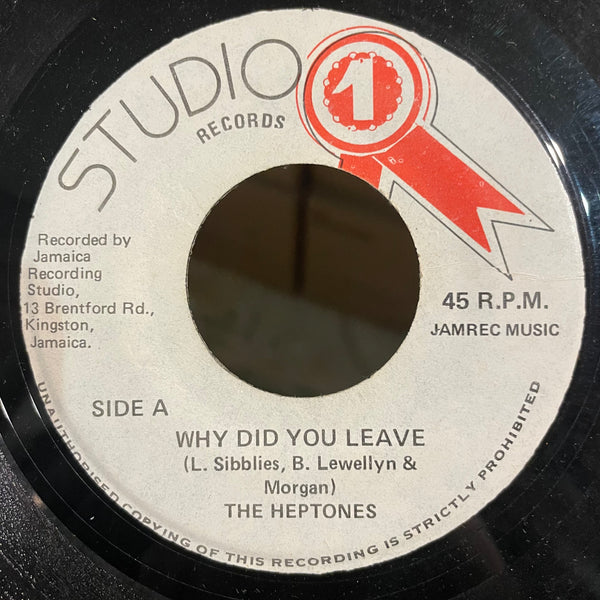 STUDIO
1
RECORDS
Recorded by
Jamaica
Recording
Studio,
13 Brentford Rd.,
Kingston,
Jamaica.
45 R.P.M.
JAMREC MUSIC
SIDE A
WHY DID YOU LEAVE
(L. Sibblies, B. Lewellyn &
Morgan)
THE HEPTONES
UNAUTHORISED COPYING OF THIS RECORDING IS STRICTLY PROHIBITED